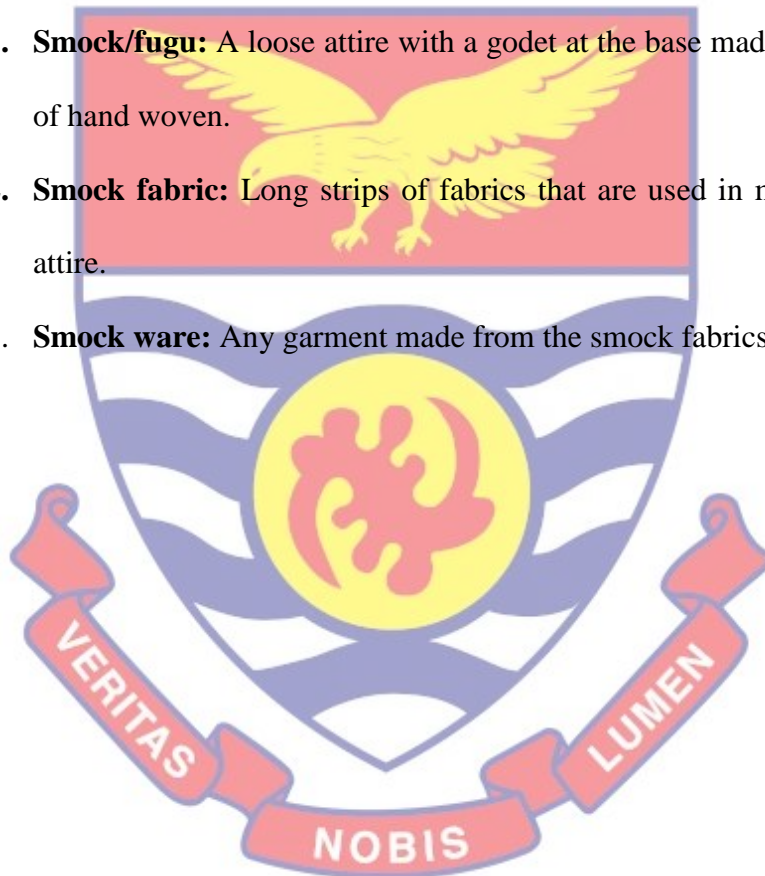 . Smock/fugu: A loose attire with a godet at the base mad
of hand woven.
. Smock fabric: Long strips of fabrics that are used in
attire.
. Smock ware: Any garment made from the smock fabrics
VERITAS
NOBIS
LUMEN